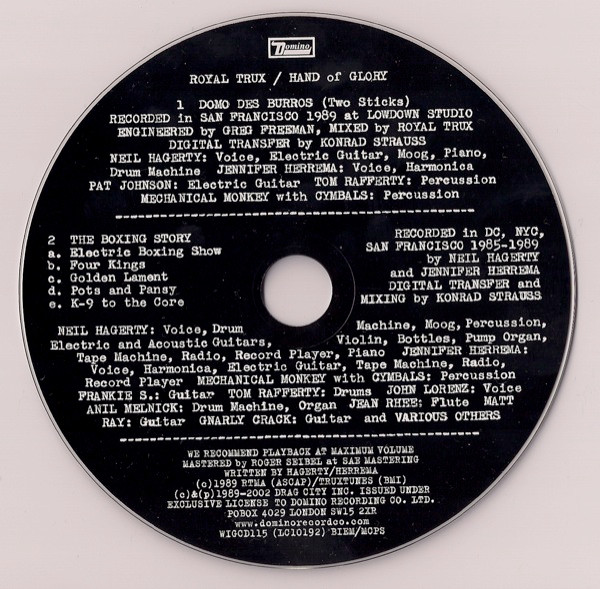 Domino
ROYAL TRUX / HAND of GLORY
1 DOMO DES BURROS (Two Sticks)
RECORDED in SAN FRANCISCO 1989 at LOWDOWN STUDIO
ENGINEERED by GREG FREEMAN, MIXED by ROYAL TRUX
DIGITAL TRANSFER by KONRAD STRAUSS
NEIL HAGERTY: Voice, Electric Guitar, Moog, Piano,
Drum Machine JENNIFER HERREMA: Voice, Harmonica
PAT JOHNSON: Electric Guitar TOM RAFFERTY: Percussion
MECHANICAL MONKEY with CYMBALS: Percussion
2 THE BOXING STORY
a. Electric Boxing Show
b. Four Kings
c. Golden Lament
d. Pots and Pansy
e. K-9 to the Core
RECORDED in DC, NYC,
SAN FRANCISCO 1985-1989
by NEIL HAGERTY
and JENNIFER HERREMA
DIGITAL TRANSFER and
MIXING by KONRAD STRAUSS
NEIL HAGERTY: Voice, Drum Machine, Moog, Percussion,
Electric and Acoustic Guitars, Violin, Bottles, Pump Organ,
Tape Machine, Radio, Record Player, Piano JENNIFER HERREMA:
Voice, Harmonica, Electric Guitar, Tape Machine, Radio,
Record Player MECHANICAL MONKEY with CYMBALS: Percussion
FRANKIE S.: Guitar TOM RAFFERTY: Drums JOHN LORENZ: Voice
ANIL MELNICK: Drum Machine, Organ JEAN RHEE: Flute MATT
RAY: Guitar GNARLY CRACK: Guitar and VARIOUS OTHERS
WE RECOMMEND PLAYBACK AT MAXIMUM VOLUME
MASTERED by ROGER SEIBEL at SAE MASTERING
WRITTEN BY HAGERTY/HERREMA
(c)1989 RTMA (ASCAP)/TRUXTUNES (BMI)
(c)&(p)1989-2002 DRAG CITY INC. ISSUED UNDER
EXCLUSIVE LICENSE TO DOMINO RECORDING CO. LTD.
POBOX 4029 LONDON SW15 2XR
www.dominorecordco.com
WIGCD115 (LC10192) BIEM/MCPS